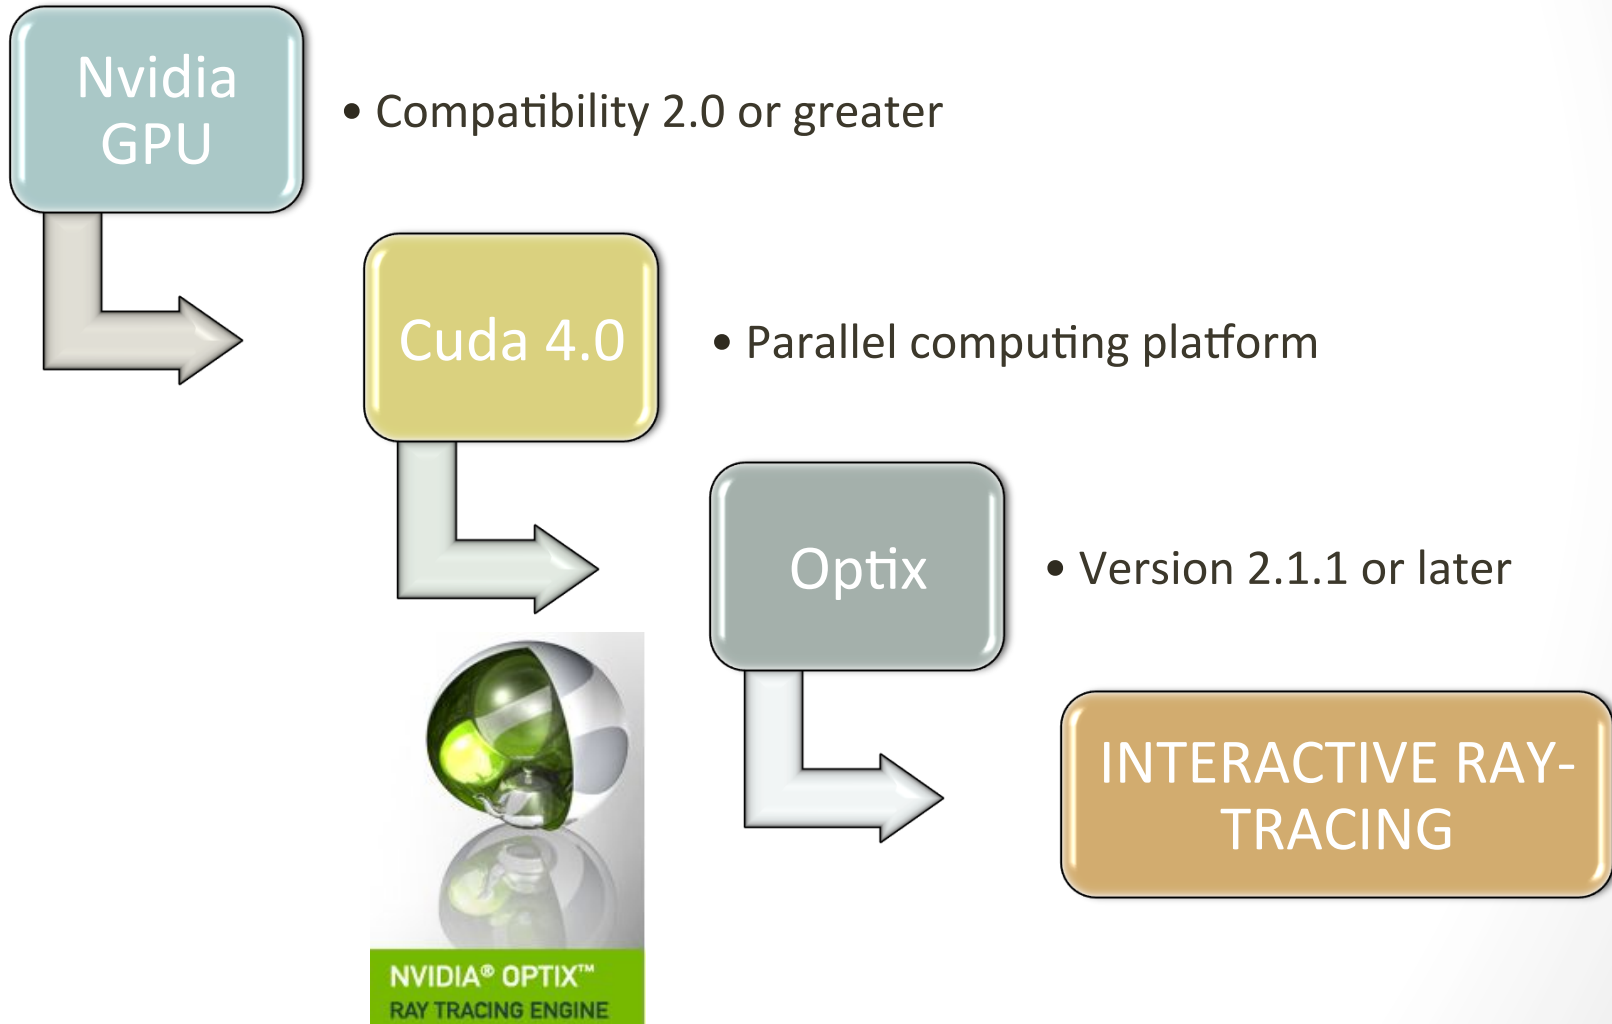 Nvidia
GPU
• Compatibility 2.0 or greater
Cuda 4.0
• Parallel computing platform
Optix
• Version 2.1.1 or later
INTERACTIVE RAY-
TRACING
NVIDIA® OPTIX™
RAY TRACING ENGINE